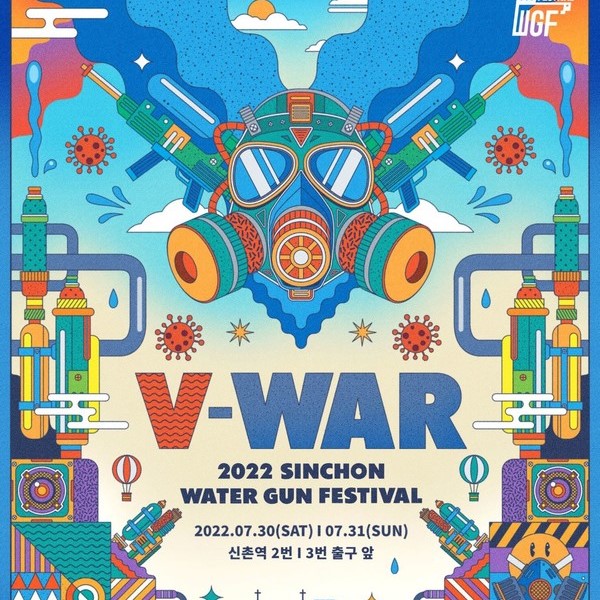 WGF
V-WAR
2022 SINCHON
WATER GUN FESTIVAL
2022.07.30(SAT) I 07.31(SUN)
신촌역 2번 I 3번 출구 앞